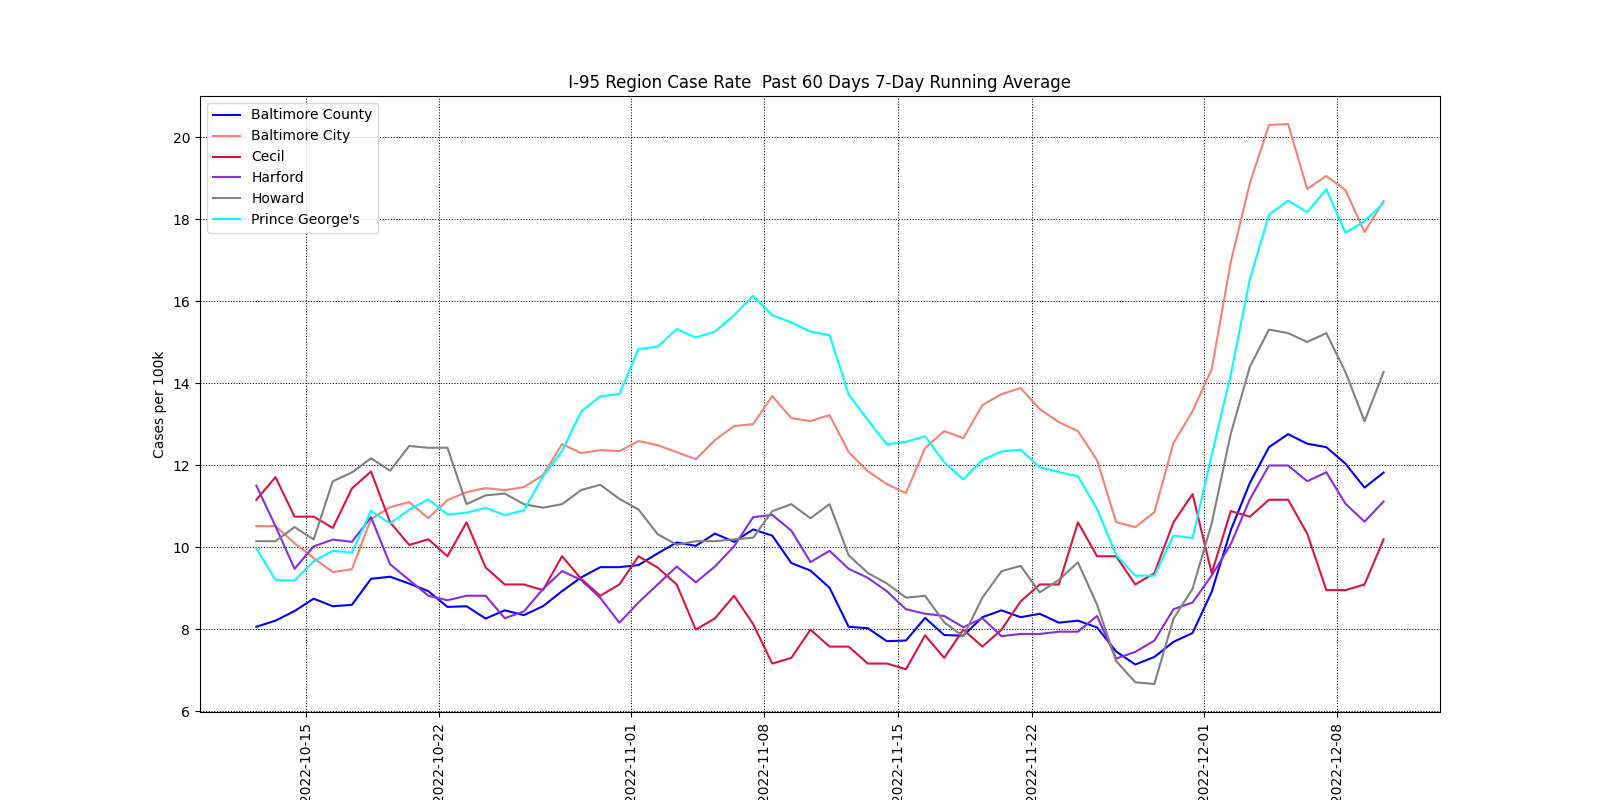 I-95 Region Case Rate  Past 60 Days 7-Day Running Average
Baltimore County
Baltimore City
Cecil
Harford
Howard
Prince George's
Cases per 100k
20
18
16
14
12
10
8
6
2022-10-15
2022-10-22
2022-11-01
2022-11-08
2022-11-15
2022-11-22
2022-12-01
2022-12-08